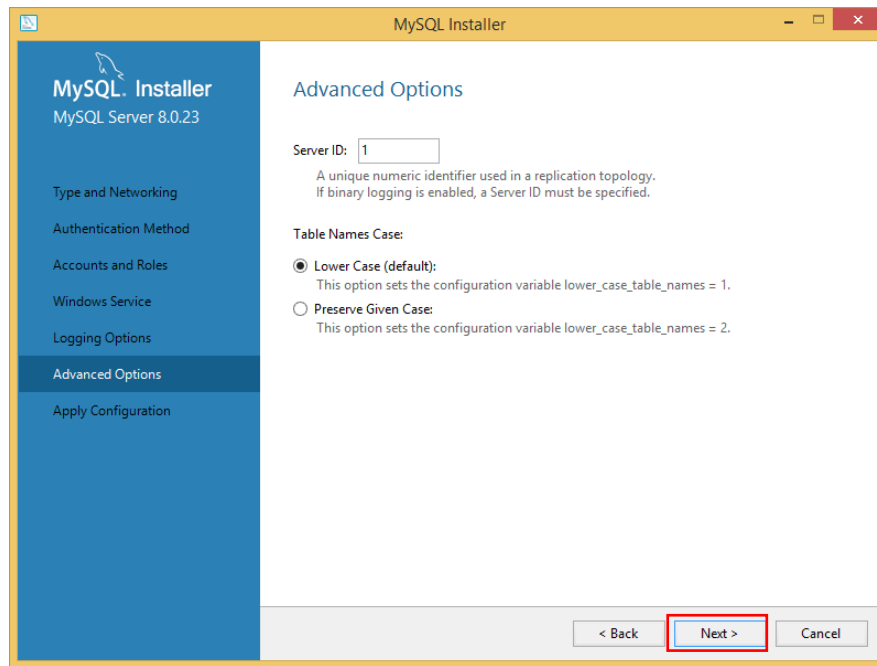 MySQL Installer
MySQL. Installer
MySQL Server 8.0.23
Type and Networking
Authentication Method
Accounts and Roles
Windows Service
Logging Options
Advanced Options
Apply Configuration
Advanced Options
Server ID: 1
A unique numeric identifier used in a replication topology.
If binary logging is enabled, a Server ID must be specified.
Table Names Case:
Lower Case (default):
This option sets the configuration variable lower_case_table_names = 1.
Preserve Given Case:
This option sets the configuration variable lower_case_table_names = 2.
< Back Next > Cancel